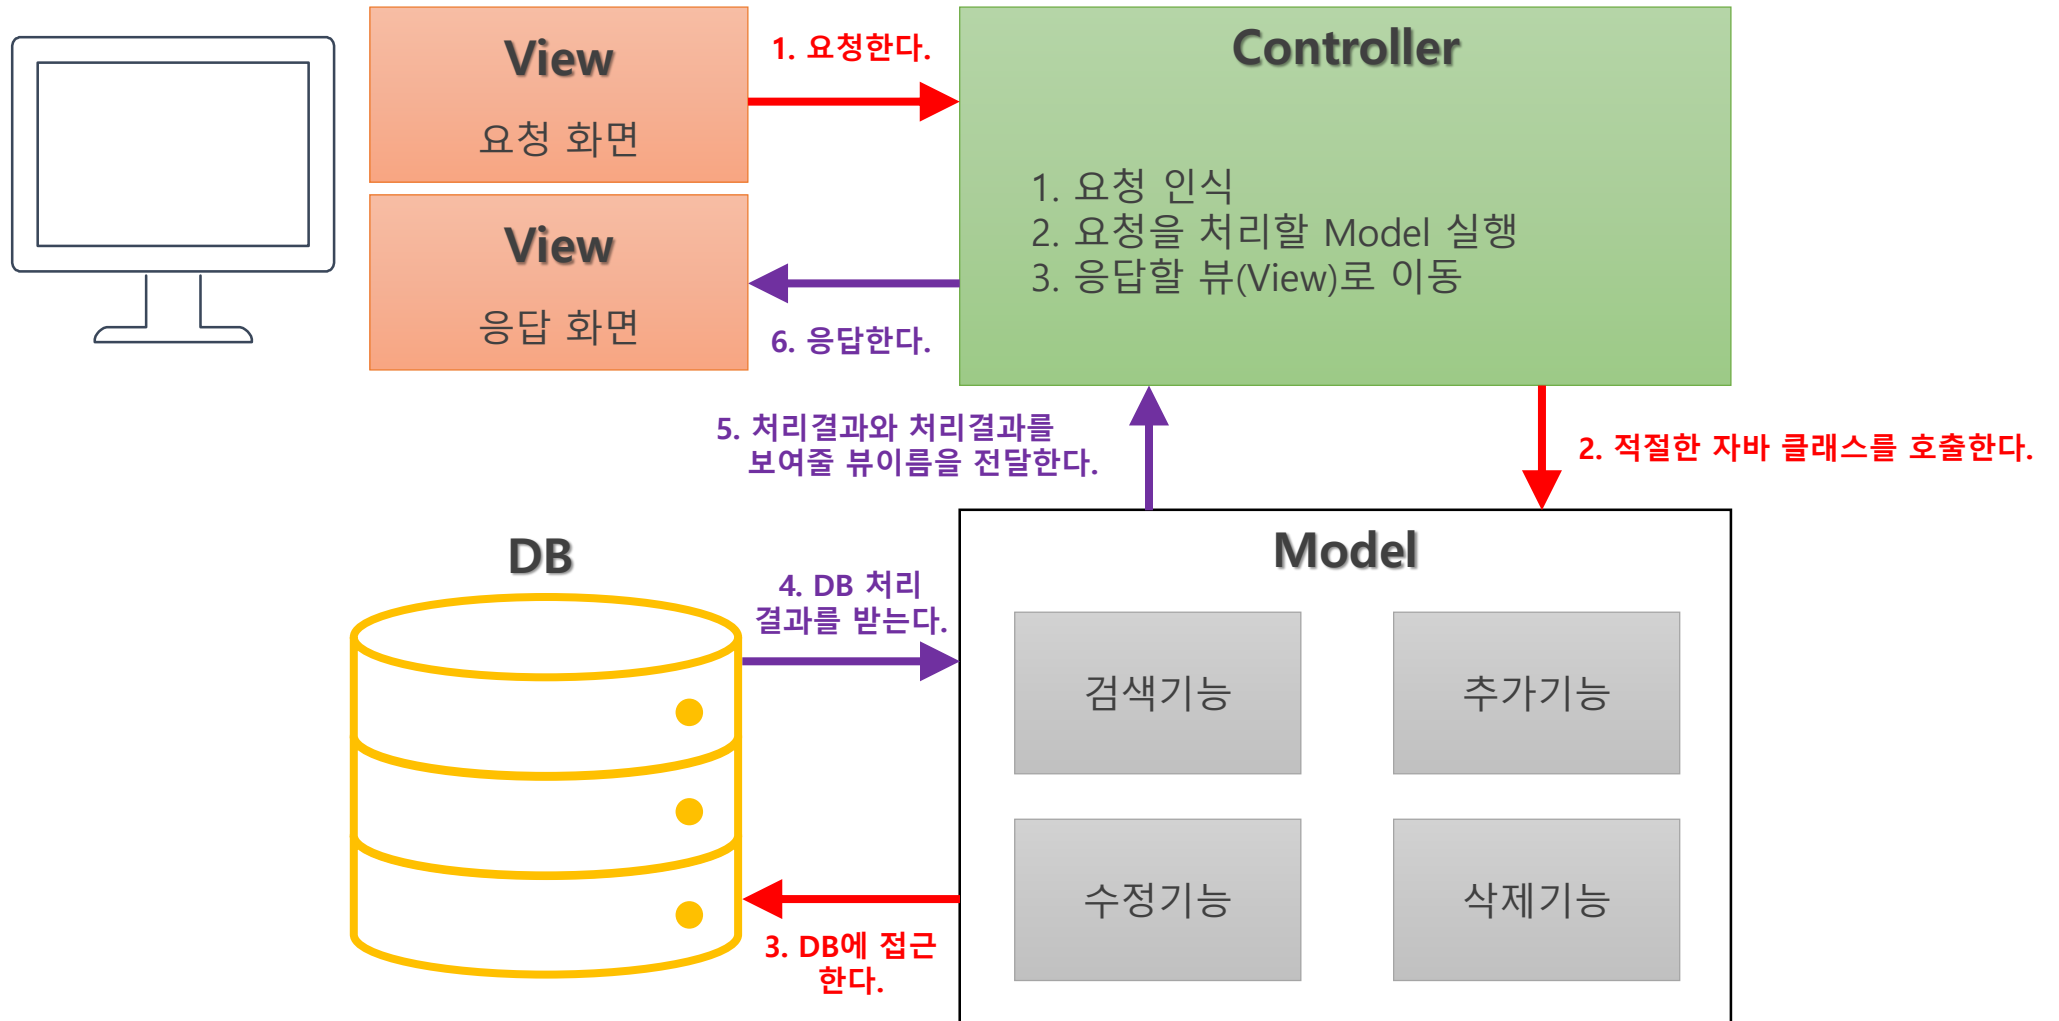 View
요청 화면
1. 요청한다.
Controller
1. 요청 인식
2. 요청을 처리할 Model 실행
3. 응답할 뷰(View)로 이동
View
응답 화면
6. 응답한다.
5. 처리결과와 처리결과를
보여줄 뷰이름을 전달한다.
2. 적절한 자바 클래스를 호출한다.
DB
4. DB 처리
결과를 받는다.
3. DB에 접근
한다.
Model
검색기능
추가기능
수정기능
삭제기능